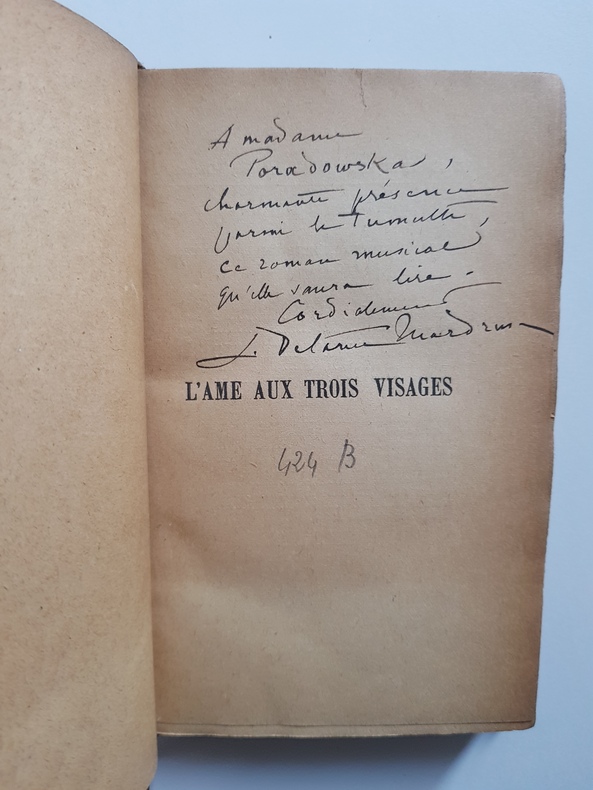 A madame
Poradowska,
charmante présence
parmi le Tumulte,
ce roman musical
qu'elle saura lire.
Cordialement
L. Delarue Mardrus
L'AME AUX TROIS VISAGES
424 B